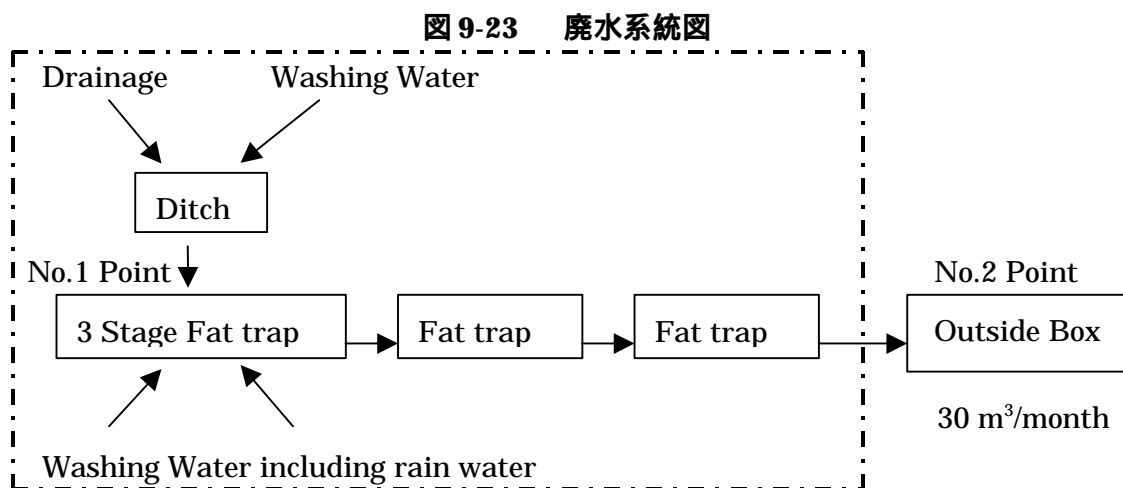 図 9-23 廃水系統図
Drainage
Washing Water
Ditch
No.1 Point
No.2 Point
3 Stage Fat trap
Fat trap
Fat trap
Outside Box
30 m³/month
Washing Water including rain water